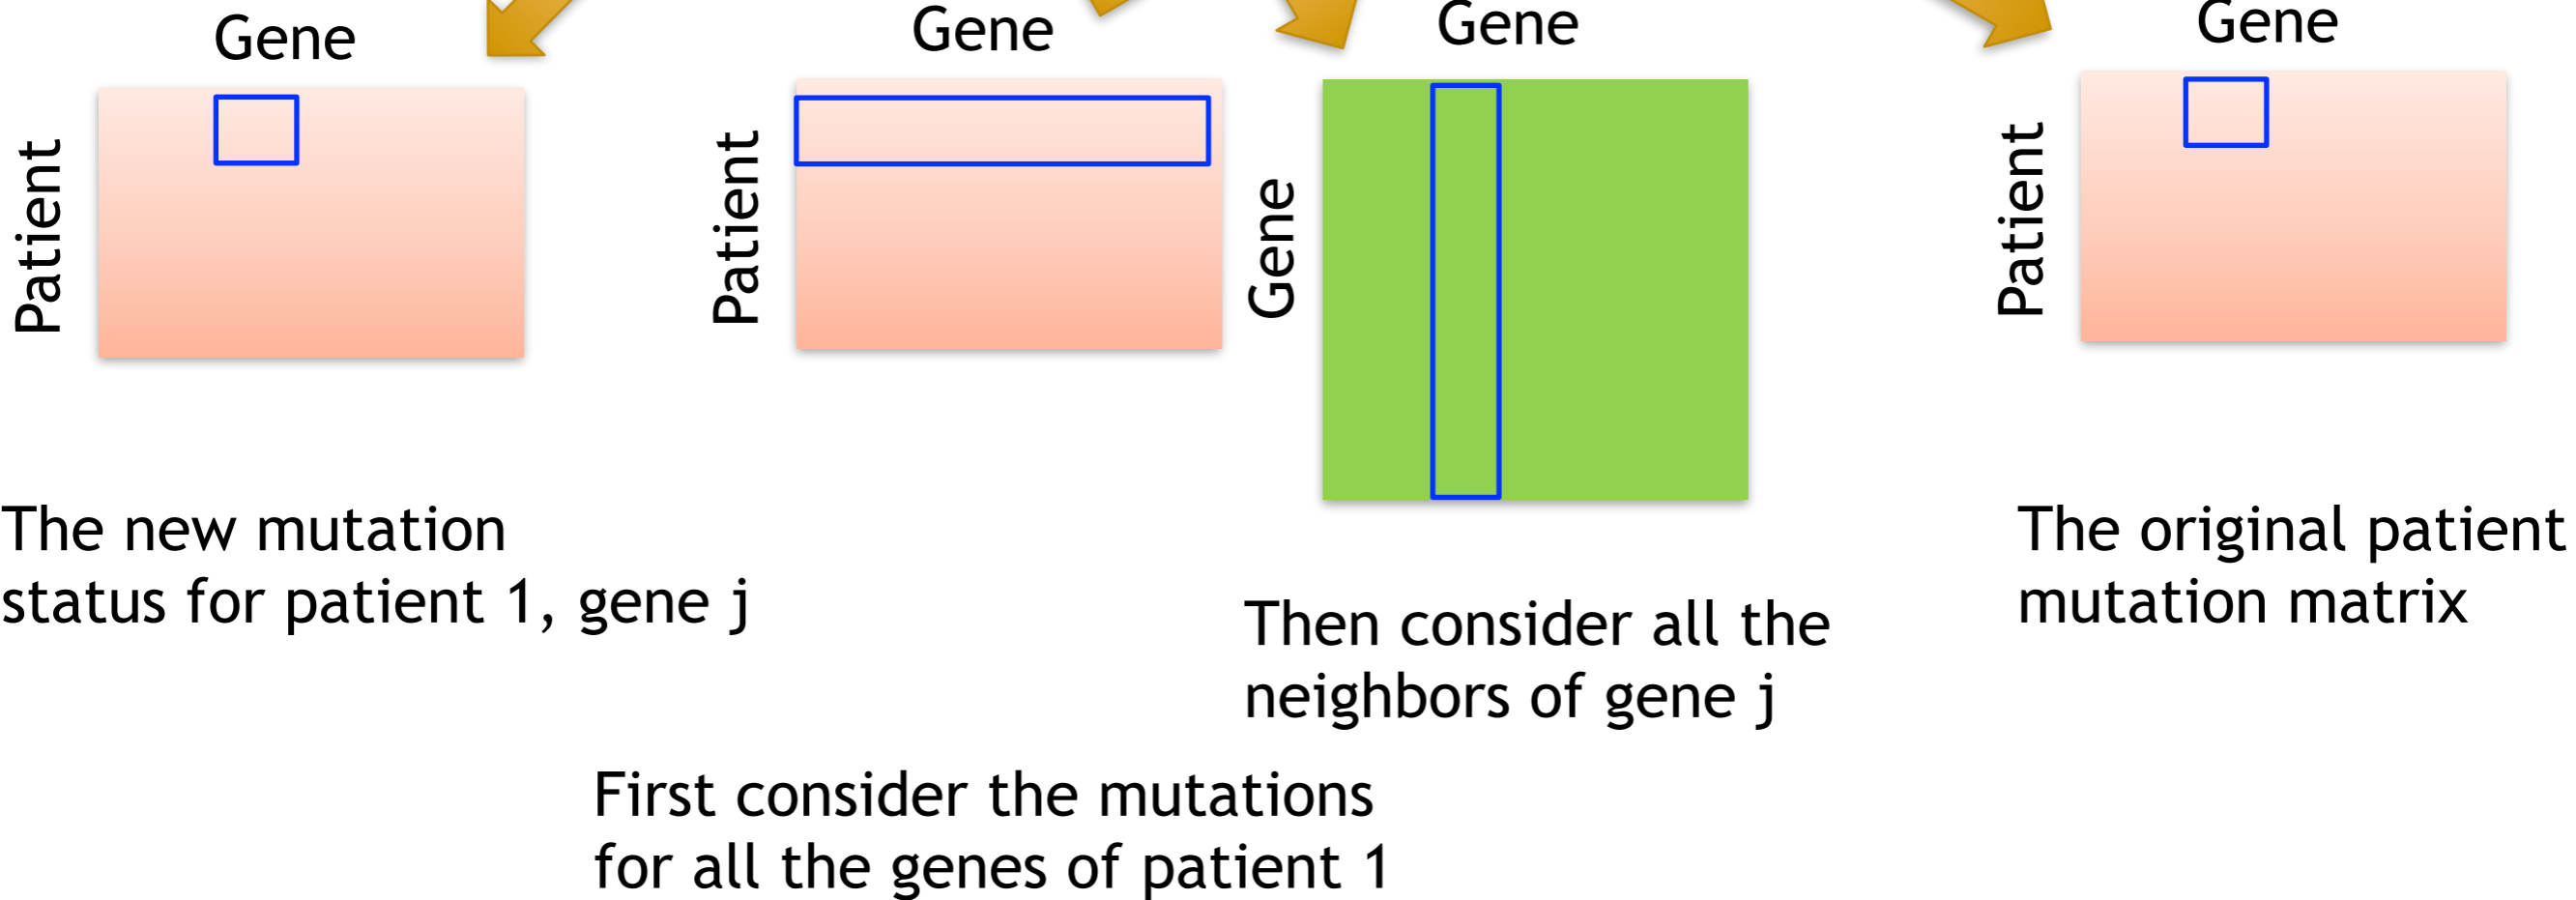 Gene
Gene
Gene
Gene
Patient
Patient
Gene
Patient
The new mutation
status for patient 1, gene j
The original patient
mutation matrix
Then consider all the
neighbors of gene j
First consider the mutations
for all the genes of patient 1